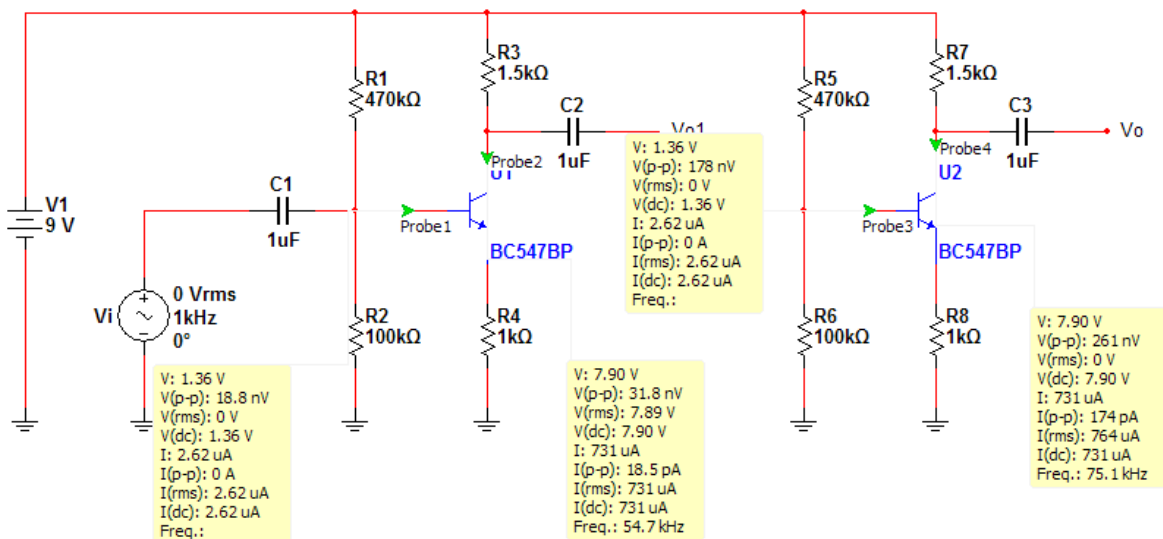 R3
1.5kΩ
R7
1.5kΩ
R1
470kΩ
R5
470kΩ
C2
1uF
Vo1
C3
1uF
Vo
Probe2
U1
Probe4
U2
V1
9 V
C1
1uF
Probe1
BC547BP
Probe3
BC547BP
Vi
0 Vrms
1kHz
0°
R2
100kΩ
R4
1kΩ
R6
100kΩ
R8
1kΩ
V: 1.36 V
V(p-p): 178 nV
V(rms): 0 V
V(dc): 1.36 V
I: 2.62 uA
I(p-p): 0 A
I(rms): 2.62 uA
I(dc): 2.62 uA
Freq.:
V: 1.36 V
V(p-p): 18.8 nV
V(rms): 0 V
V(dc): 1.36 V
I: 2.62 uA
I(p-p): 0 A
I(rms): 2.62 uA
I(dc): 2.62 uA
Freq.:
V: 7.90 V
V(p-p): 31.8 nV
V(rms): 7.89 V
V(dc): 7.90 V
I: 731 uA
I(p-p): 18.5 pA
I(rms): 731 uA
I(dc): 731 uA
Freq.: 54.7 kHz
V: 7.90 V
V(p-p): 261 nV
V(rms): 0 V
V(dc): 7.90 V
I: 731 uA
I(p-p): 174 pA
I(rms): 764 uA
I(dc): 731 uA
Freq.: 75.1 kHz